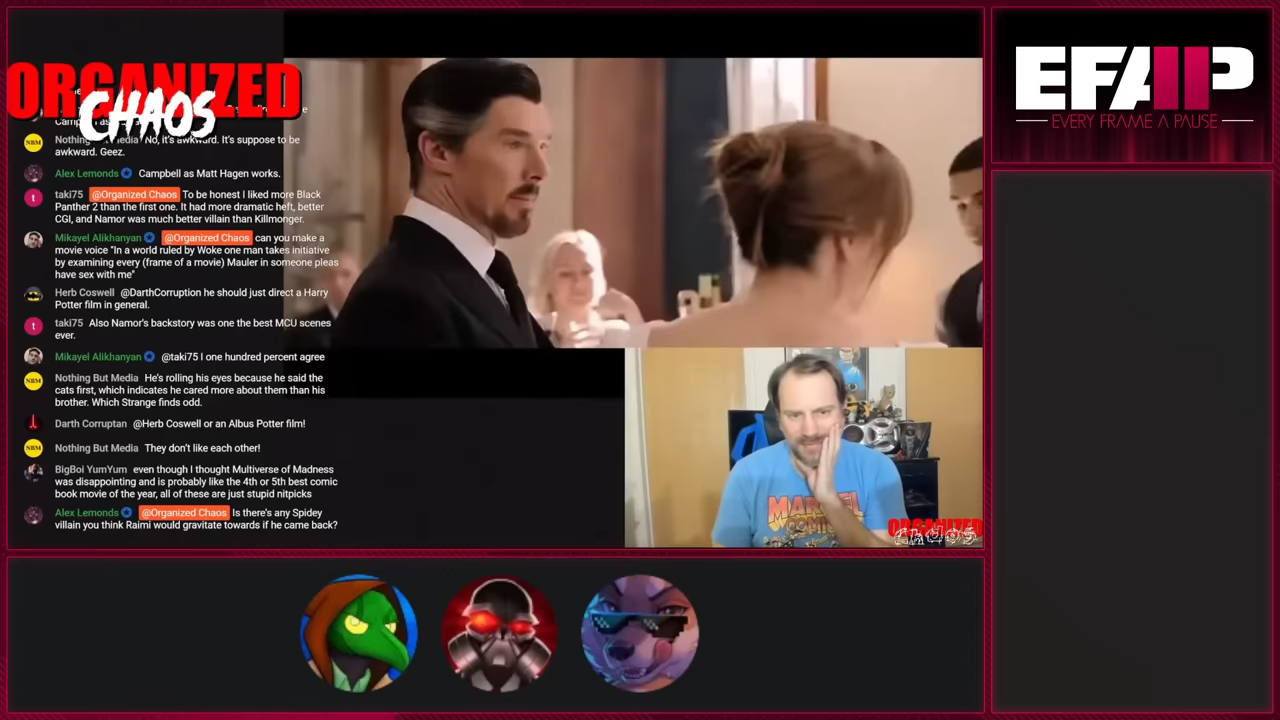 ORGANIZED
CHAOS
Nothing
Media No, it's awkward. It's suppose to be
awkward. Geez.
Alex Lemonds Campbell as Matt Hagen works.
taki75 @Organized Chaos To be honest I liked more Black
Panther 2 than the first one. It had more dramatic heft, better
CGI, and Namor was much better villain than Killmonger.
Mikayel Alikhanyan @Organized Chaos can you make a
movie voice "In a world ruled by Woke one man takes initiative
by examining every (frame of a movie) Mauler in someone pleas
have sex with me"
Herb Coswell @DarthCorruption he should just direct a Harry
Potter film in general.
taki75 Also Namor's backstory was one the best MCU scenes
ever.
Mikayel Alikhanyan @taki75 I one hundred percent agree
NBM Nothing But Media He's rolling his eyes because he said the
cats first, which indicates he cared more about them than his
brother. Which Strange finds odd.
Darth Corruptan @Herb Coswell or an Albus Potter film!
NBM Nothing But Media They don't like each other!
BigBoi YumYum even though I thought Multiverse of Madness
was disappointing and is probably like the 4th or 5th best comic
book movie of the year, all of these are just stupid nitpicks
Alex Lemonds @Organized Chaos Is there's any Spidey
villain you think Raimi would gravitate towards if he came back?
MARVEL
COMICS
ORGANIZED
CHAOS
EFAP
EVERY FRAME A PAUSE